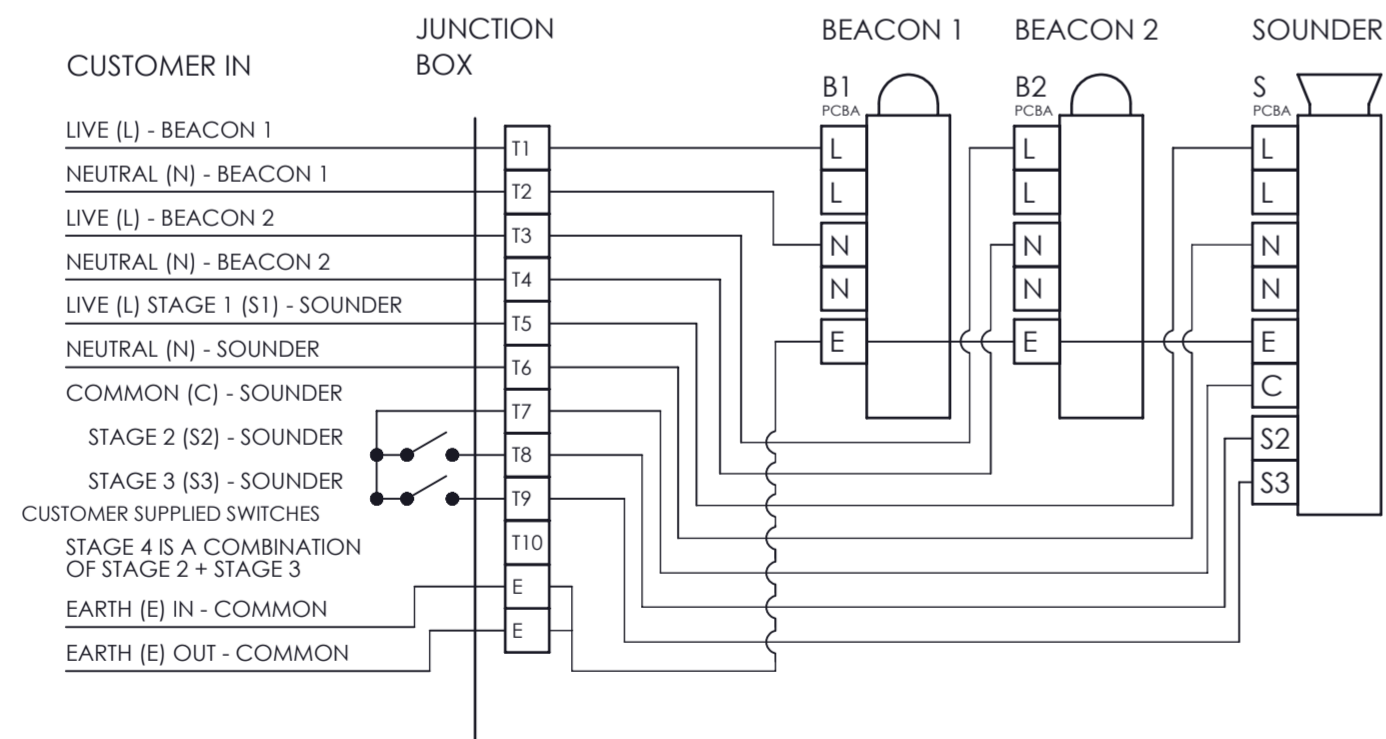 JUNCTION
BOX
BEACON 1
BEACON 2
SOUNDER
CUSTOMER IN
B1
PCBA
B2
PCBA
S
PCBA
LIVE (L) - BEACON 1
NEUTRAL (N) - BEACON 1
LIVE (L) - BEACON 2
NEUTRAL (N) - BEACON 2
LIVE (L) STAGE 1 (S1) - SOUNDER
NEUTRAL (N) - SOUNDER
COMMON (C) - SOUNDER
STAGE 2 (S2) - SOUNDER
STAGE 3 (S3) - SOUNDER
CUSTOMER SUPPLIED SWITCHES
STAGE 4 IS A COMBINATION
OF STAGE 2 + STAGE 3
EARTH (E) IN - COMMON
EARTH (E) OUT - COMMON
T1
T2
T3
T4
T5
T6
T7
T8
T9
T10
E
E
L
L
N
N
E
L
L
N
N
E
L
L
N
N
E
C
S2
S3